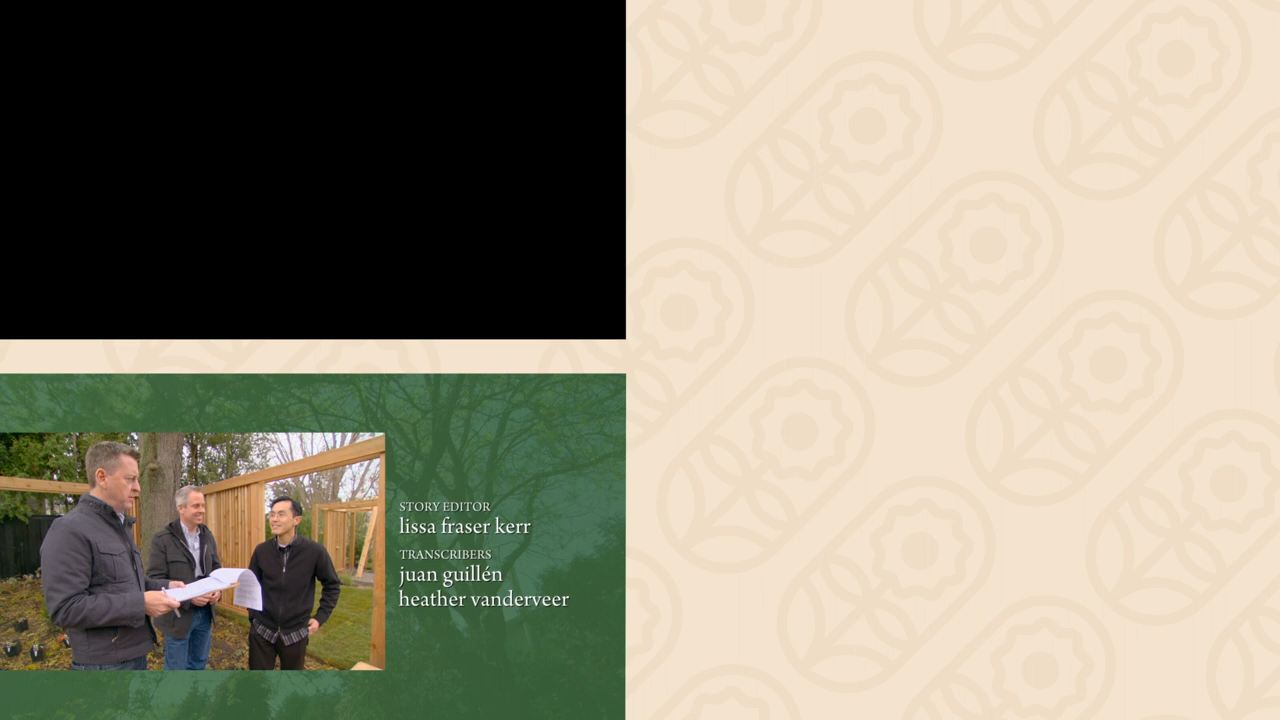 STORY EDITOR
lissa fraser kerr
TRANSCRIBERS
juan guillén
heather vanderveer